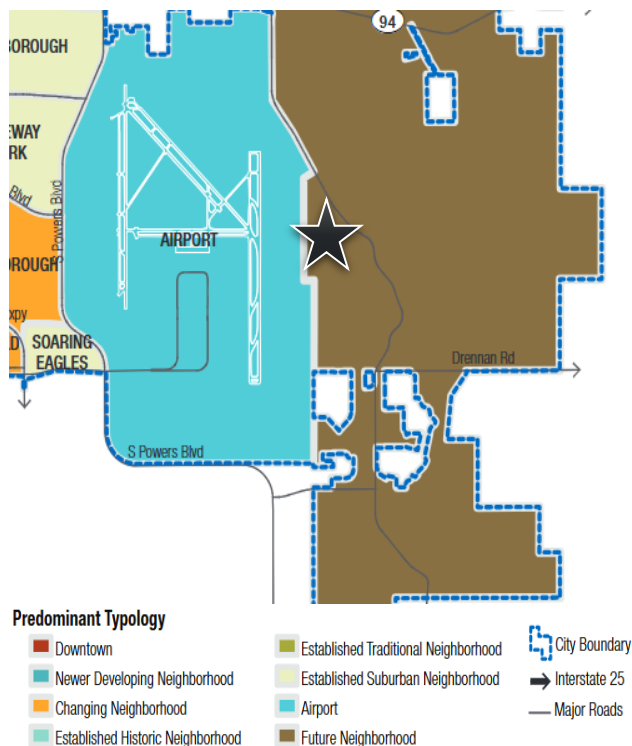 94
BOROUGH
EWAY
RK
Blvd
S Powers Blvd
AIRPORT
OROUGH
xpy
D
SOARING
EAGLES
Drennan Rd
S Powers Blvd
Predominant Typology
Downtown
Newer Developing Neighborhood
Changing Neighborhood
Established Historic Neighborhood
Established Traditional Neighborhood
Established Suburban Neighborhood
Airport
Future Neighborhood
City Boundary
Interstate 25
Major Roads